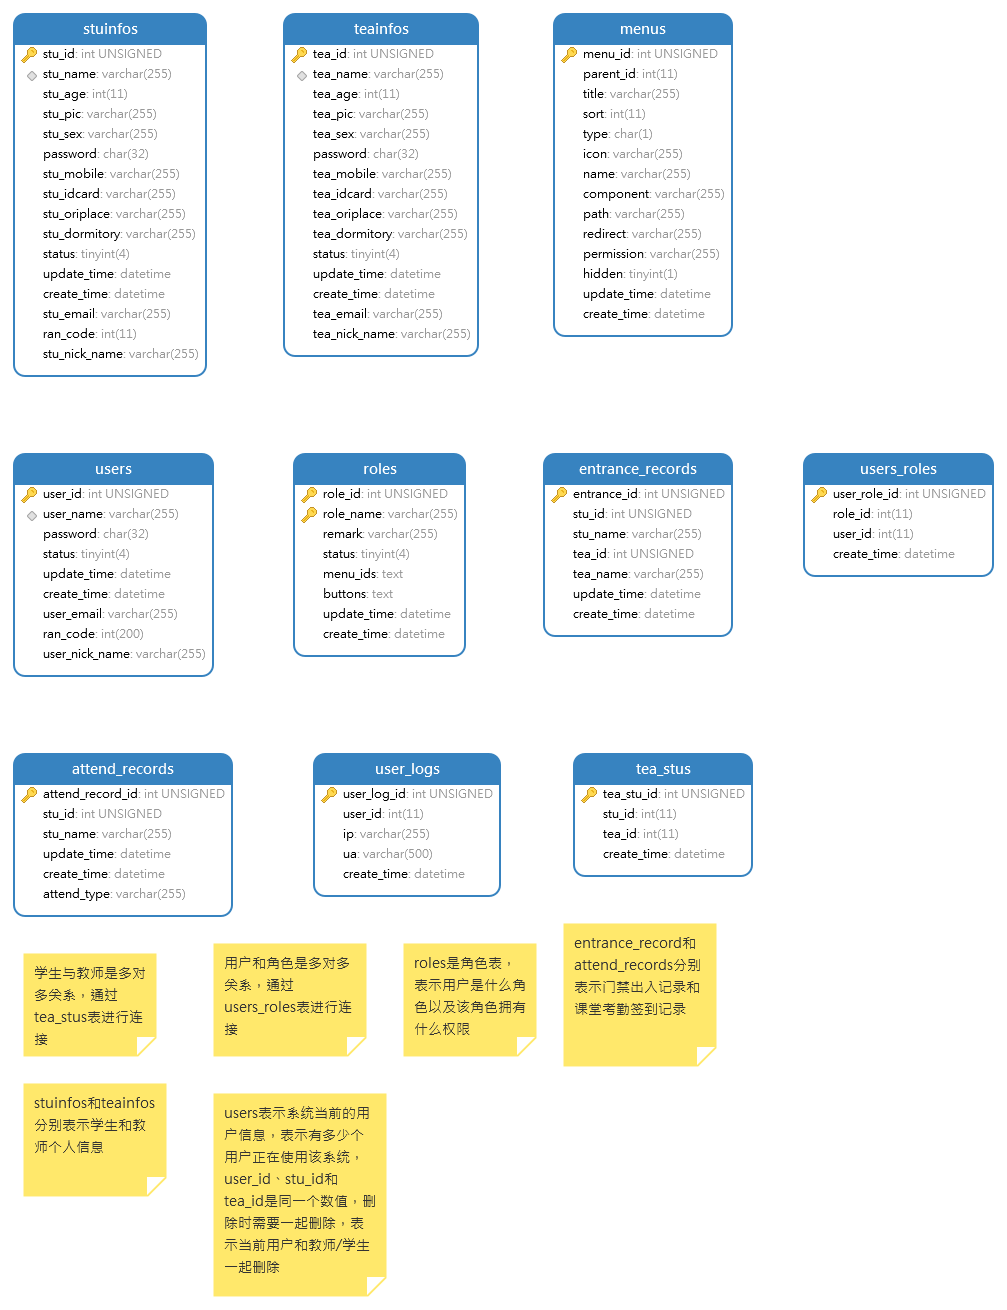 stuinfos
stu_id: int UNSIGNED
stu_name: varchar(255)
stu_age: int(11)
stu_pic: varchar(255)
stu_sex: varchar(255)
password: char(32)
stu_mobile: varchar(255)
stu_idcard: varchar(255)
stu_oriplace: varchar(255)
stu_dormitory: varchar(255)
status: tinyint(4)
update_time: datetime
create_time: datetime
stu_email: varchar(255)
ran_code: int(11)
stu_nick_name: varchar(255)
teainfos
tea_id: int UNSIGNED
tea_name: varchar(255)
tea_age: int(11)
tea_pic: varchar(255)
tea_sex: varchar(255)
password: char(32)
tea_mobile: varchar(255)
tea_idcard: varchar(255)
tea_oriplace: varchar(255)
tea_dormitory: varchar(255)
status: tinyint(4)
update_time: datetime
create_time: datetime
tea_email: varchar(255)
tea_nick_name: varchar(255)
menus
menu_id: int UNSIGNED
parent_id: int(11)
title: varchar(255)
sort: int(11)
type: char(1)
icon: varchar(255)
name: varchar(255)
component: varchar(255)
path: varchar(255)
redirect: varchar(255)
permission: varchar(255)
hidden: tinyint(1)
update_time: datetime
create_time: datetime
users
user_id: int UNSIGNED
user_name: varchar(255)
password: char(32)
status: tinyint(4)
update_time: datetime
create_time: datetime
user_email: varchar(255)
ran_code: int(200)
user_nick_name: varchar(255)
roles
role_id: int UNSIGNED
role_name: varchar(255)
remark: varchar(255)
status: tinyint(4)
menu_ids: text
buttons: text
update_time: datetime
create_time: datetime
entrance_records
entrance_id: int UNSIGNED
stu_id: int UNSIGNED
stu_name: varchar(255)
tea_id: int UNSIGNED
tea_name: varchar(255)
update_time: datetime
create_time: datetime
users_roles
user_role_id: int UNSIGNED
role_id: int(11)
user_id: int(11)
create_time: datetime
attend_records
attend_record_id: int UNSIGNED
stu_id: int UNSIGNED
stu_name: varchar(255)
update_time: datetime
create_time: datetime
attend_type: varchar(255)
user_logs
user_log_id: int UNSIGNED
user_id: int(11)
ip: varchar(255)
ua: varchar(500)
create_time: datetime
tea_stus
tea_stu_id: int UNSIGNED
stu_id: int(11)
tea_id: int(11)
create_time: datetime
学生与教师是多对
多关系，通过
tea_stus表进行连
接
用户和角色是多对多
关系，通过
users_roles表进行连
接
roles是角色表，
表示用户是什么角
色以及该角色拥有
什么权限
entrance_record和
attend_records分别
表示门禁出入记录和
课堂考勤签到记录
stuinfos和teainfos
分别表示学生和教
师个人信息
users表示系统当前的用
户信息，表示有多少个
用户正在使用该系统，
user_id、stu_id和
tea_id是同一个数值，删
除时需要一起删除，表
示当前用户和教师/学生
一起删除